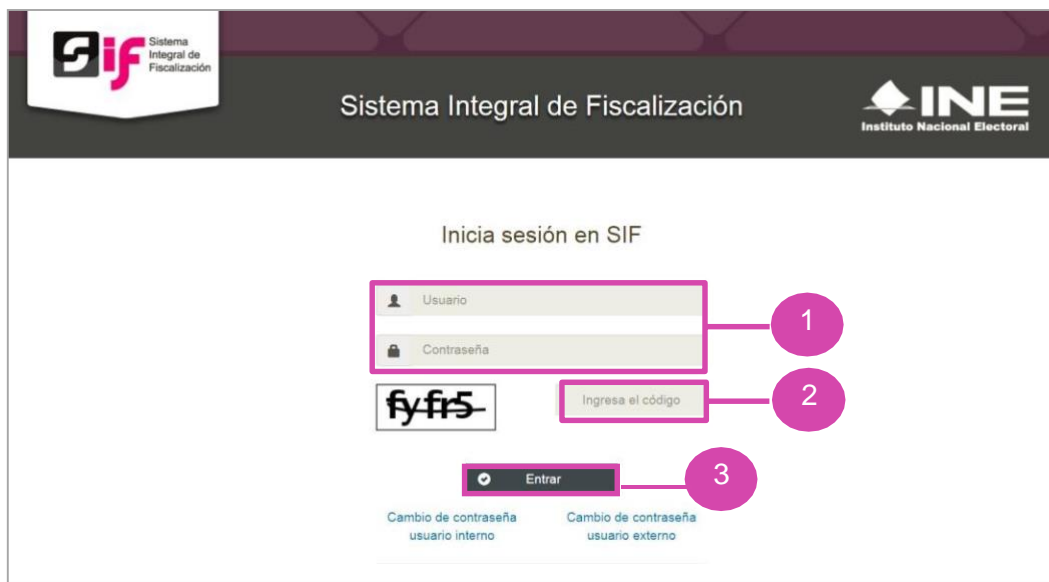 Sif
Sistema
Integral de
Fiscalización
Sistema Integral de Fiscalización
INE
Instituto Nacional Electoral
Inicia sesión en SIF
Usuario
1
Contraseña
fyfr5
Ingresa el código
2
Entrar
3
Cambio de contraseña
usuario interno
Cambio de contraseña
usuario externo